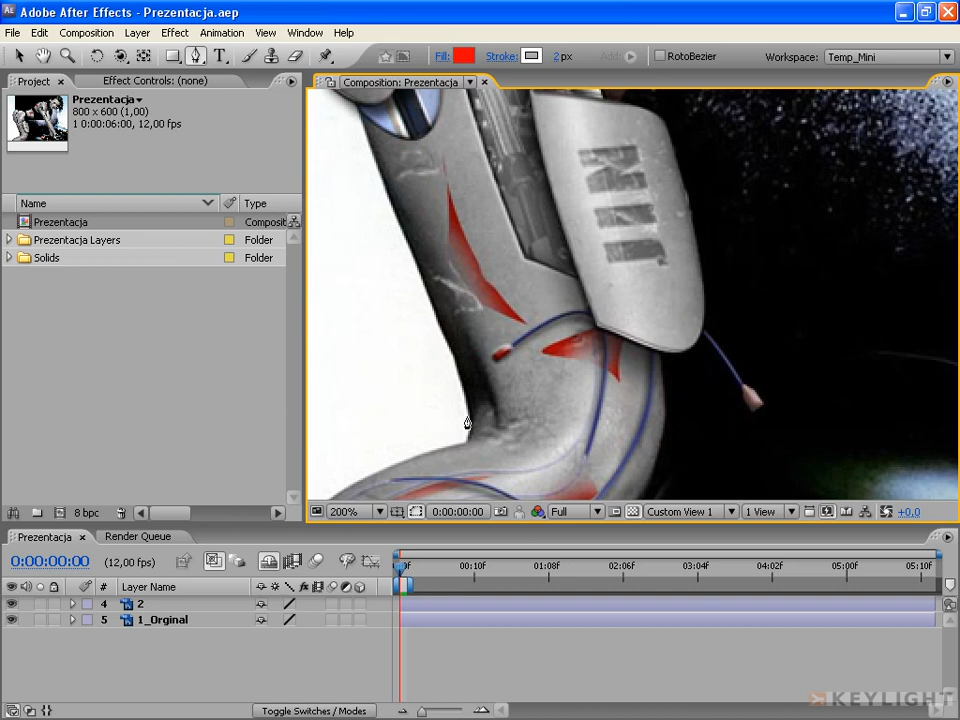 Adobe After Effects - Prezentacja.aep
File Edit Composition Layer Effect Animation View Window Help
Fill: Stroke: 2 px Add: RotoBezier Workspace: Temp_Mini
Project Effect Controls: (none) Composition: Prezentacja
Prezentacja
800 x 600 (1,00)
1 0:00:06:00, 12,00 fps
Name Type
Prezentacja Composit
Prezentacja Layers Folder
Solids Folder
8 bpc
200% 0:00:00:00 Full Custom View 1 1 View +0,0
Prezentacja Render Queue
0:00:00:00 (12,00 fps)
00:10f 01:08f 02:06f 03:04f 04:02f 05:00f 05:10f
# Layer Name
4 2
5 1_Orginal
Toggle Switches / Modes
KEYLIGHT